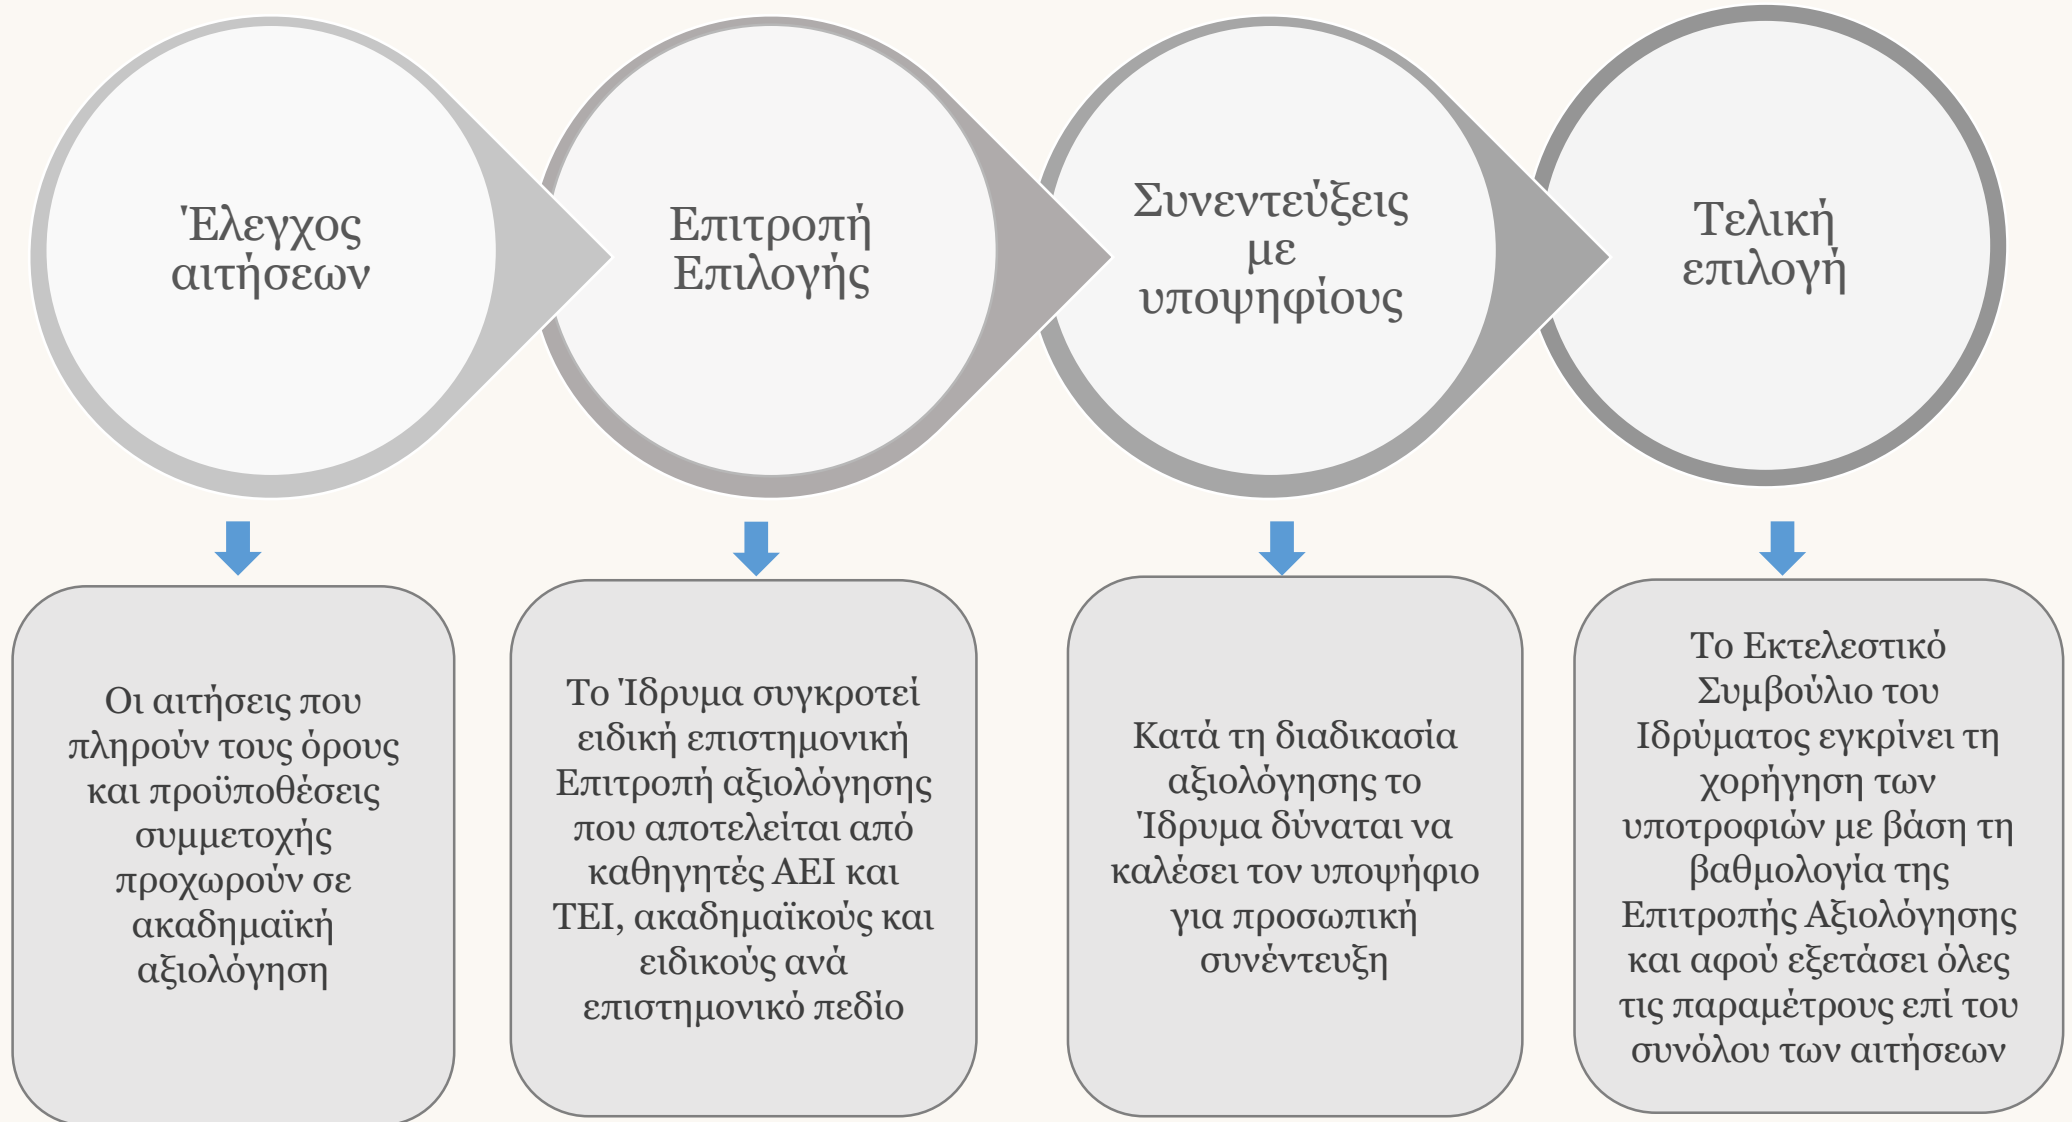 Έλεγχος
αιτήσεων
Επιτροπή
Επιλογής
Συνεντεύξεις
με
υποψηφίους
Τελική
επιλογή
Οι αιτήσεις που
πληρούν τους όρους
και προϋποθέσεις
συμμετοχής
προχωρούν σε
ακαδημαϊκή
αξιολόγηση
Το Ίδρυμα συγκροτεί
ειδική επιστημονική
Επιτροπή αξιολόγησης
που αποτελείται από
καθηγητές ΑΕΙ και
ΤΕΙ, ακαδημαϊκούς και
ειδικούς ανά
επιστημονικό πεδίο
Κατά τη διαδικασία
αξιολόγησης το
Ίδρυμα δύναται να
καλέσει τον υποψήφιο
για προσωπική
συνέντευξη
Το Εκτελεστικό
Συμβούλιο του
Ιδρύματος εγκρίνει τη
χορήγηση των
υποτροφιών με βάση τη
βαθμολογία της
Επιτροπής Αξιολόγησης
και αφού εξετάσει όλες
τις παραμέτρους επί του
συνόλου των αιτήσεων